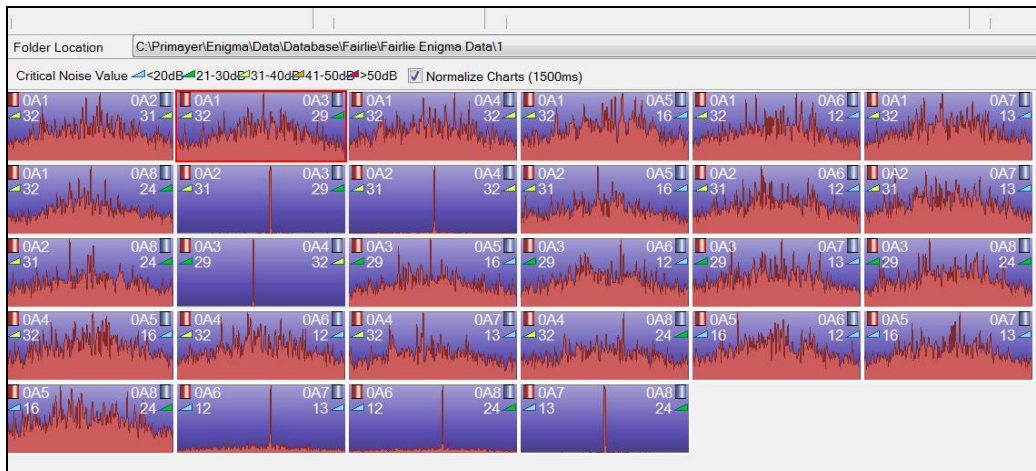 Folder Location C:\Primayer\Enigma\Data\Database\Fairlie\Fairlie Enigma Data\1
Critical Noise Value <20dB 21-30dB 31-40dB 41-50dB >50dB Normalize Charts (1500ms)
0A1 0A2 0A1 0A3 0A1 0A4 0A1 0A5 0A1 0A6 0A1 0A7
32 31 32 29 32 32 32 16 32 12 32 13
0A1 0A8 0A2 0A3 0A2 0A4 0A2 0A5 0A2 0A6 0A2 0A7
32 24 31 29 31 32 31 16 31 12 31 13
0A2 0A8 0A3 0A4 0A3 0A5 0A3 0A6 0A3 0A7 0A3 0A8
31 24 29 32 29 16 29 12 29 13 29 24
0A4 0A5 0A4 0A6 0A4 0A7 0A4 0A8 0A5 0A6 0A5 0A7
32 16 32 12 32 13 32 24 16 12 16 13
0A5 0A8 0A6 0A7 0A6 0A8 0A7 0A8
16 24 12 13 12 24 13 24